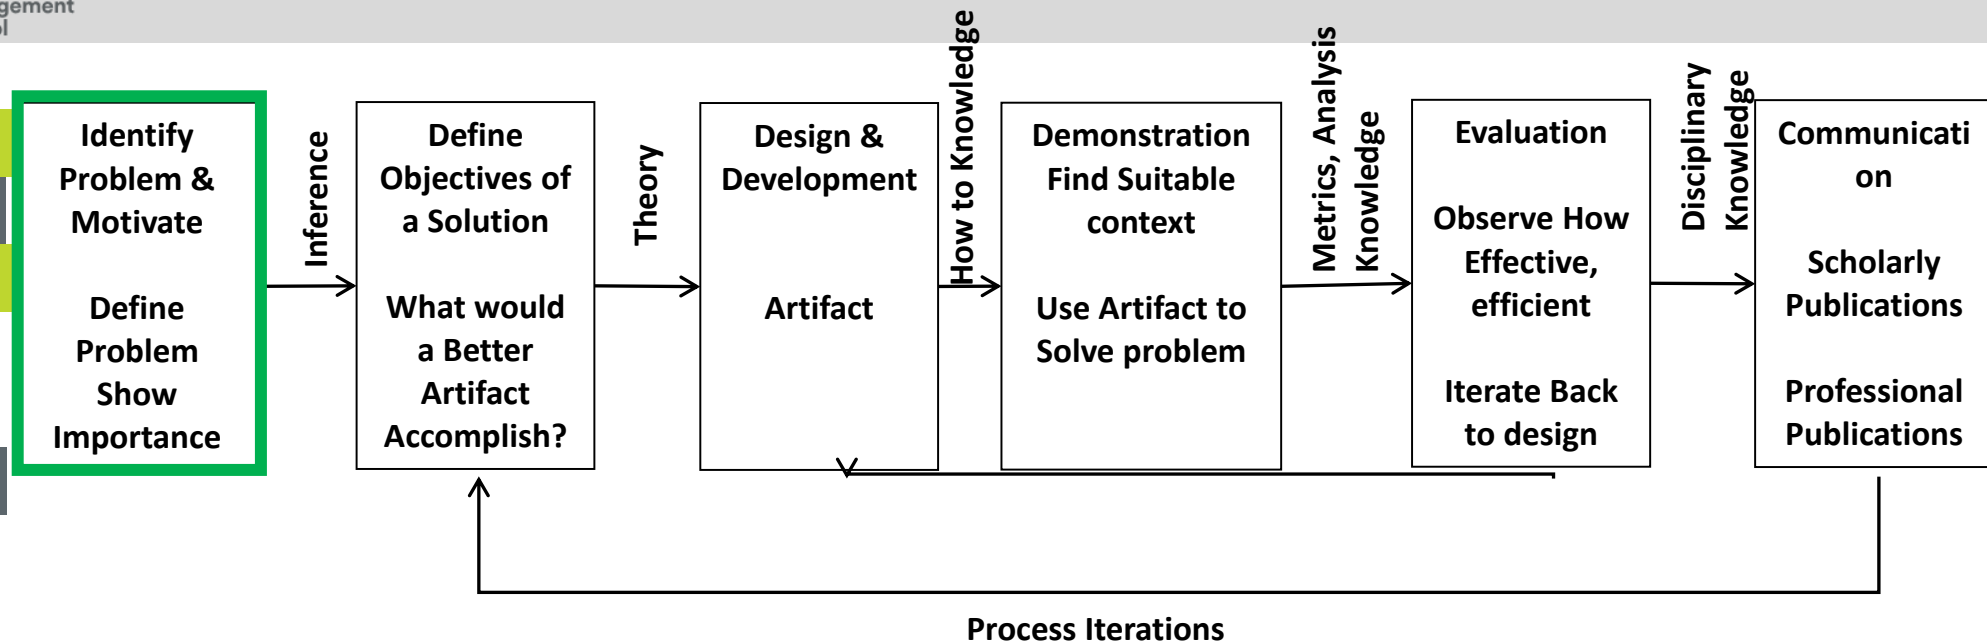 Identify
Problem &
Motivate
Define
Problem
Show
Importance
Inference
Define
Objectives of
a Solution
What would
a Better
Artifact
Accomplish?
Theory
Design &
Development
Artifact
How to Knowledge
Demonstration
Find Suitable
context
Use Artifact to
Solve problem
Metrics, Analysis
Knowledge
Evaluation
Observe How
Effective,
efficient
Iterate Back
to design
Disciplinary
Knowledge
Communicati
on
Scholarly
Publications
Professional
Publications
Process Iterations